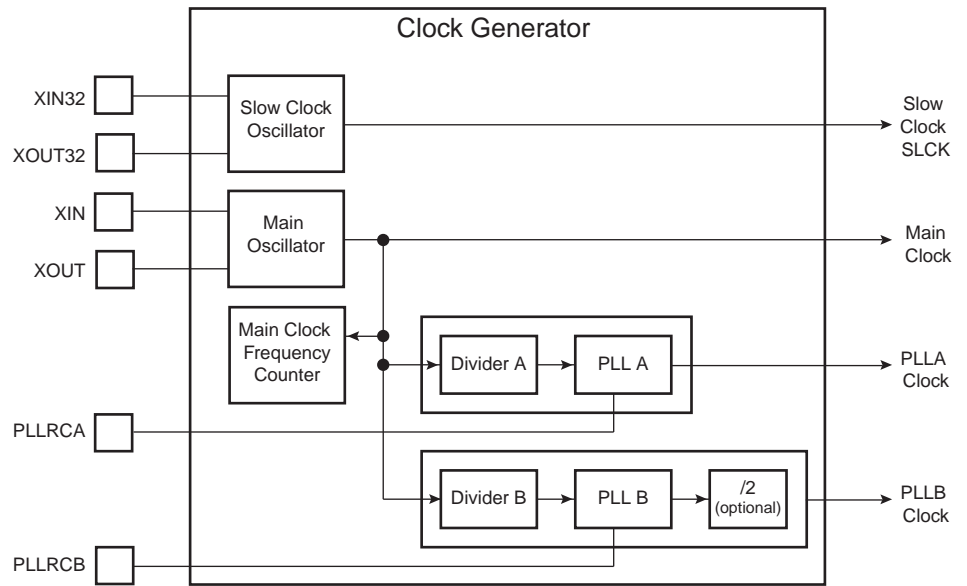 Clock Generator
XIN32
Slow Clock
Oscillator
Slow
Clock
SLCK
XOUT32
XIN
Main
Oscillator
Main
Clock
XOUT
Main Clock
Frequency
Counter
Divider A
PLL A
PLLA
Clock
PLLRCA
Divider B
PLL B
/2
(optional)
PLLB
Clock
PLLRCB